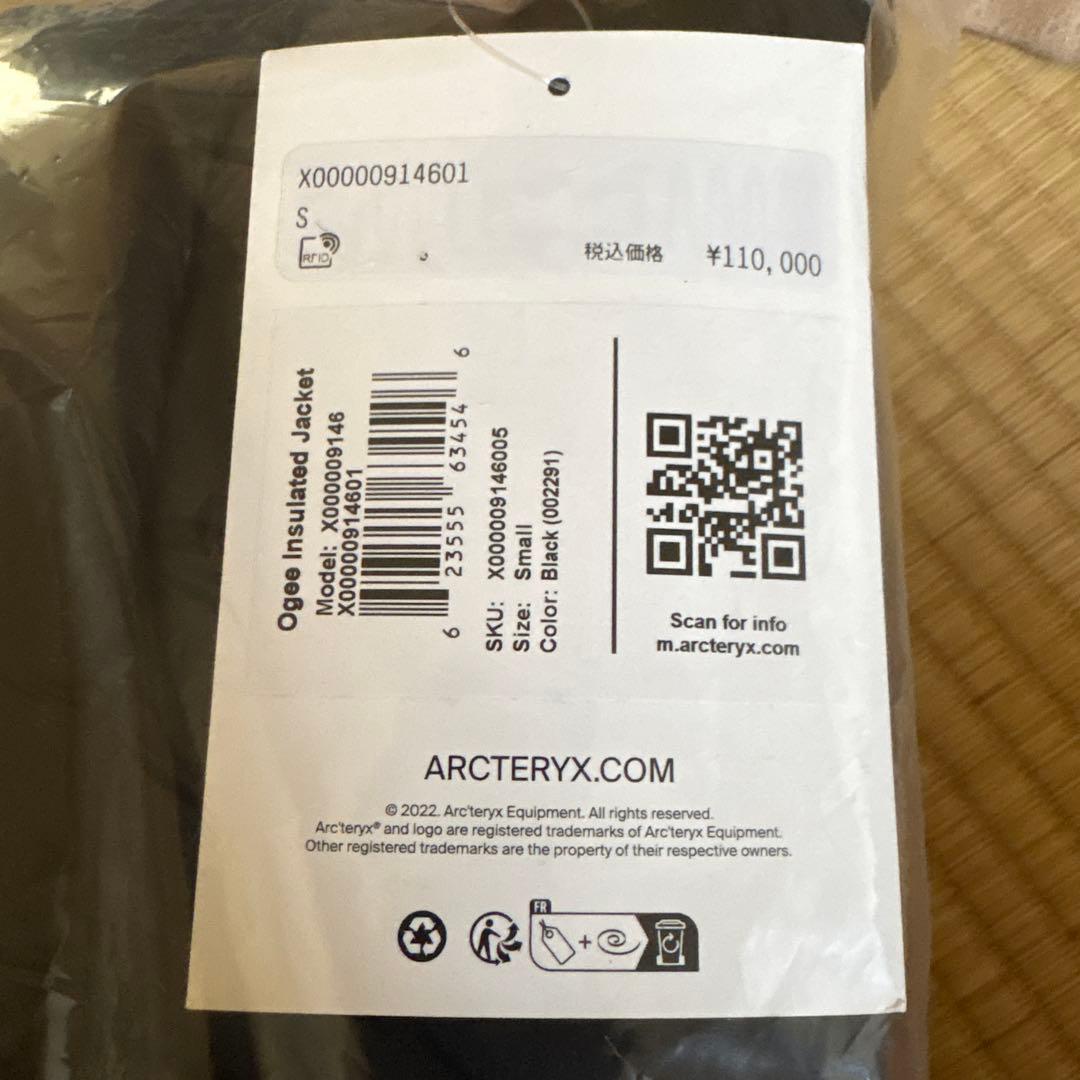 X00000914601
S
RFID
税込価格 ¥110,000
Ogee Insulated Jacket
Model: X000009146
X00000914601
6 23555 63454 6
SKU: X000009146005
Size: Small
Color: Black (002291)
Scan for info
m.arcteryx.com
ARCTERYX.COM
© 2022. Arc'teryx Equipment. All rights reserved.
Arc'teryx® and logo are registered trademarks of Arc'teryx Equipment.
Other registered trademarks are the property of their respective owners.
FR
+